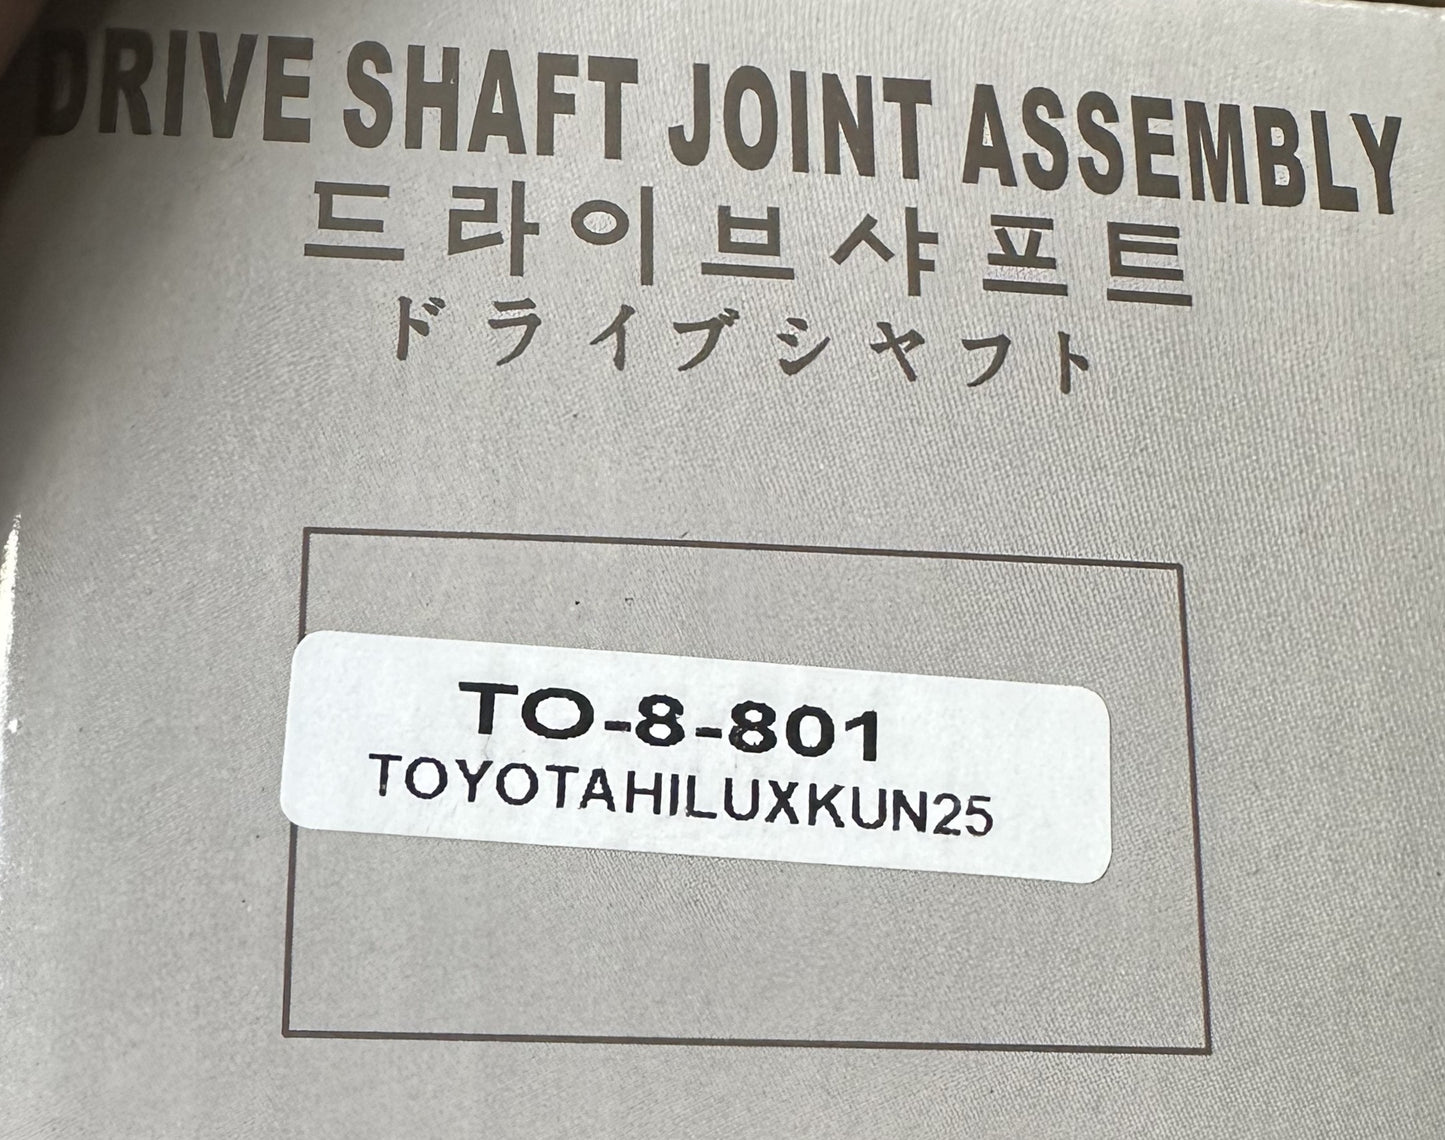 DRIVE SHAFT JOINT ASSEMBLY
드라이브샤프트
ドライブシャフト
TO-8-801
TOYOTAHILUXKUN25